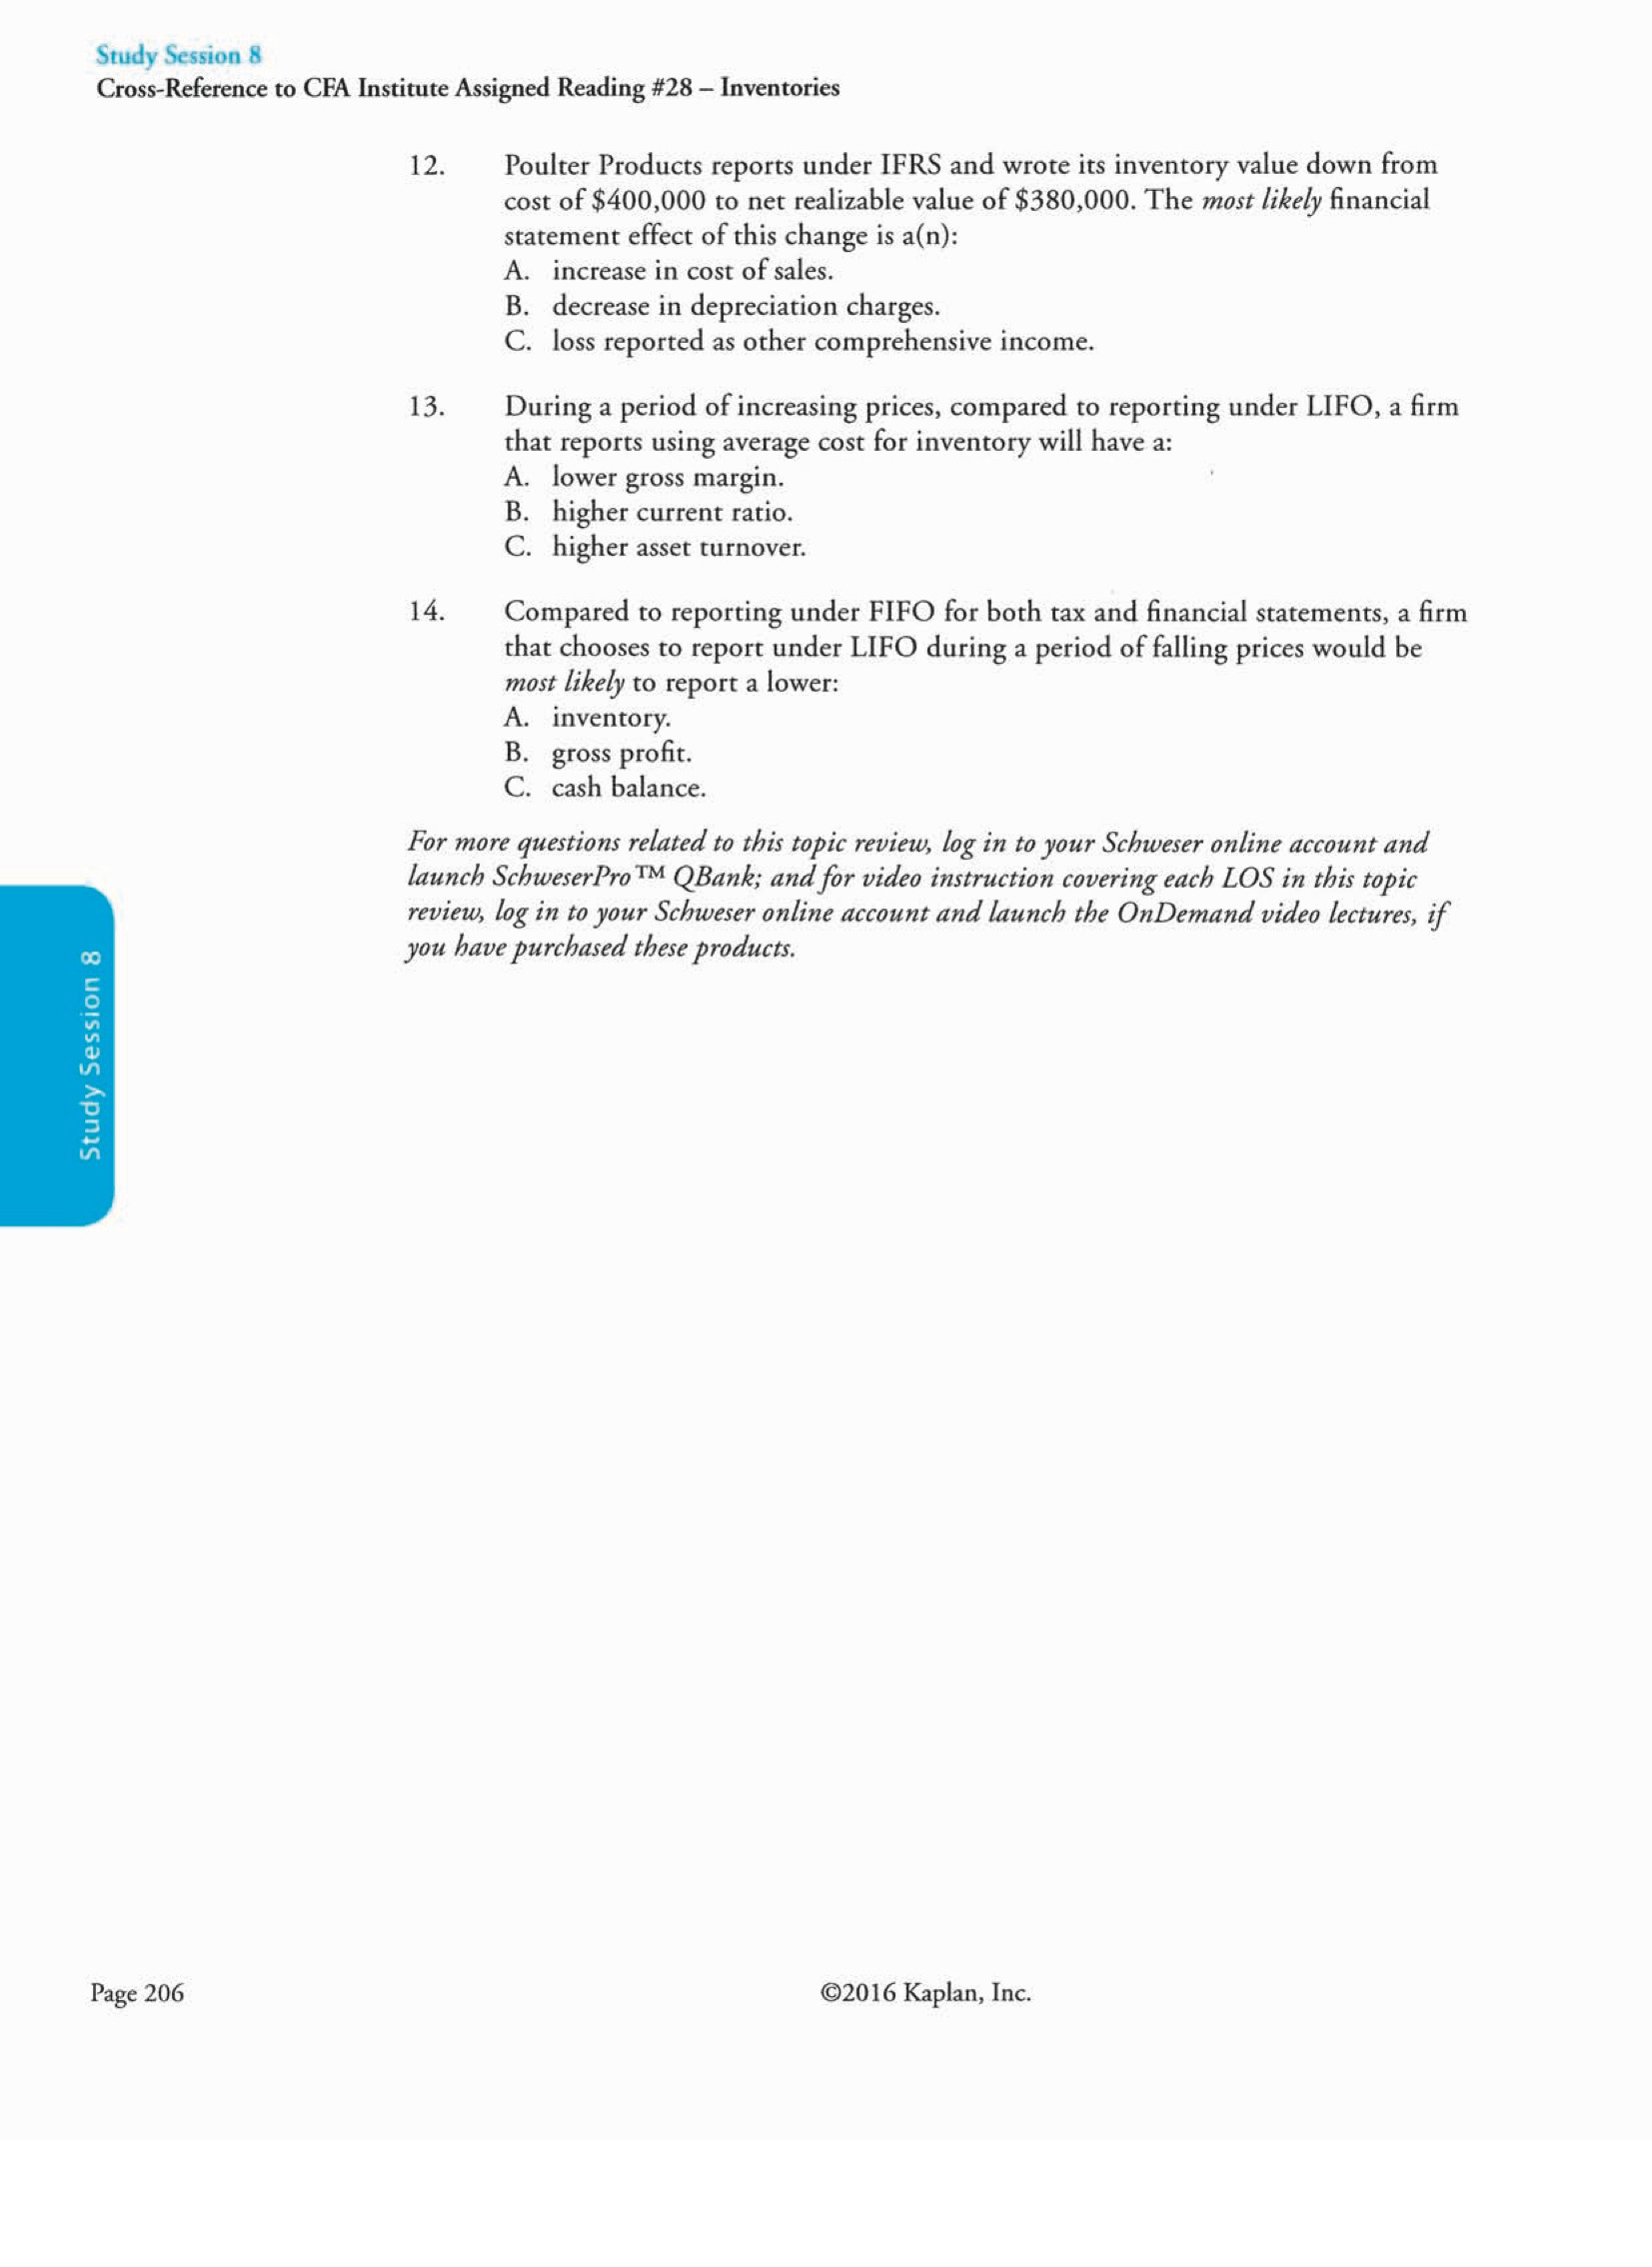 Study Session 8
Cross-Reference to CFA Institute Assigned Reading #28 – Inventories
12. Poulter Products reports under IFRS and wrote its inventory value down from
cost of $400,000 to net realizable value of $380,000. The most likely financial
statement effect of this change is a(n):
A. increase in cost of sales.
B. decrease in depreciation charges.
C. loss reported as other comprehensive income.
13. During a period of increasing prices, compared to reporting under LIFO, a firm
that reports using average cost for inventory will have a:
A. lower gross margin.
B. higher current ratio.
C. higher asset turnover.
14. Compared to reporting under FIFO for both tax and financial statements, a firm
that chooses to report under LIFO during a period of falling prices would be
most likely to report a lower:
A. inventory.
B. gross profit.
C. cash balance.
For more questions related to this topic review, log in to your Schweser online account and
launch SchweserPro™ QBank; and for video instruction covering each LOS in this topic
review, log in to your Schweser online account and launch the OnDemand video lectures, if
you have purchased these products.
Study Session 8
Page 206
©2016 Kaplan, Inc.